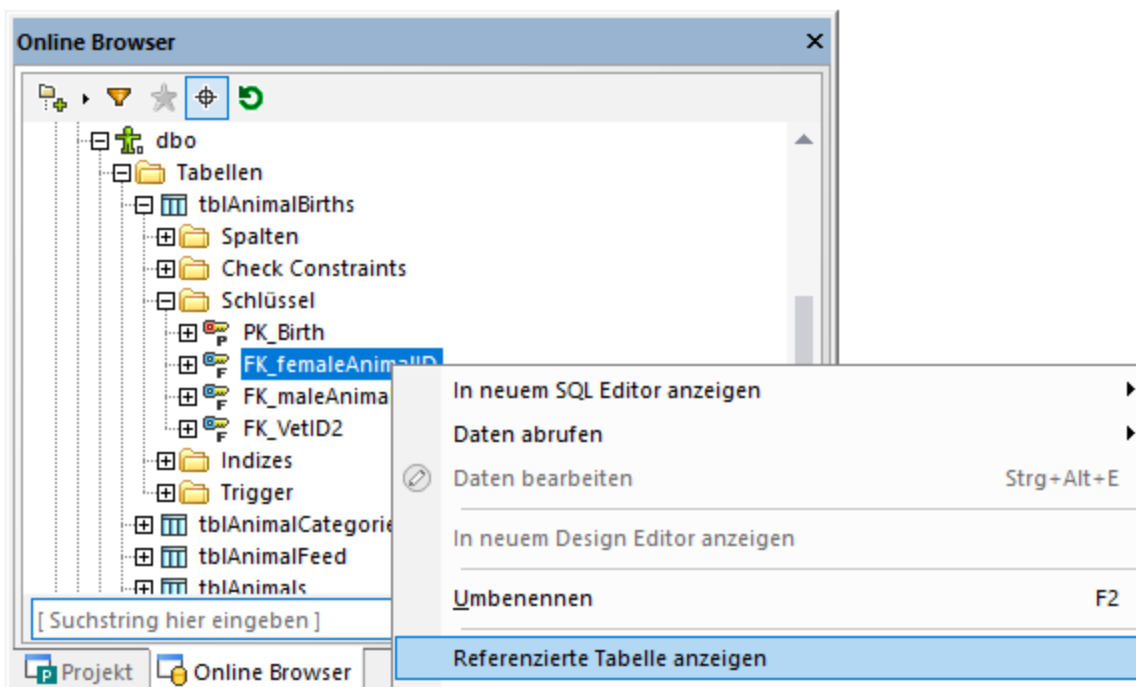 Online Browser
dbo
Tabellen
tblAnimalBirths
Spalten
Check Constraints
Schlüssel
PK_Birth
FK_femaleAnimalID
FK_maleAnima
FK_VetID2
Indizes
Trigger
tblAnimalCategorie
tblAnimalFeed
tblAnimals
[ Suchstring hier eingeben ]
Projekt
Online Browser
In neuem SQL Editor anzeigen
Daten abrufen
Daten bearbeiten Strg+Alt+E
In neuem Design Editor anzeigen
Umbenennen F2
Referenzierte Tabelle anzeigen